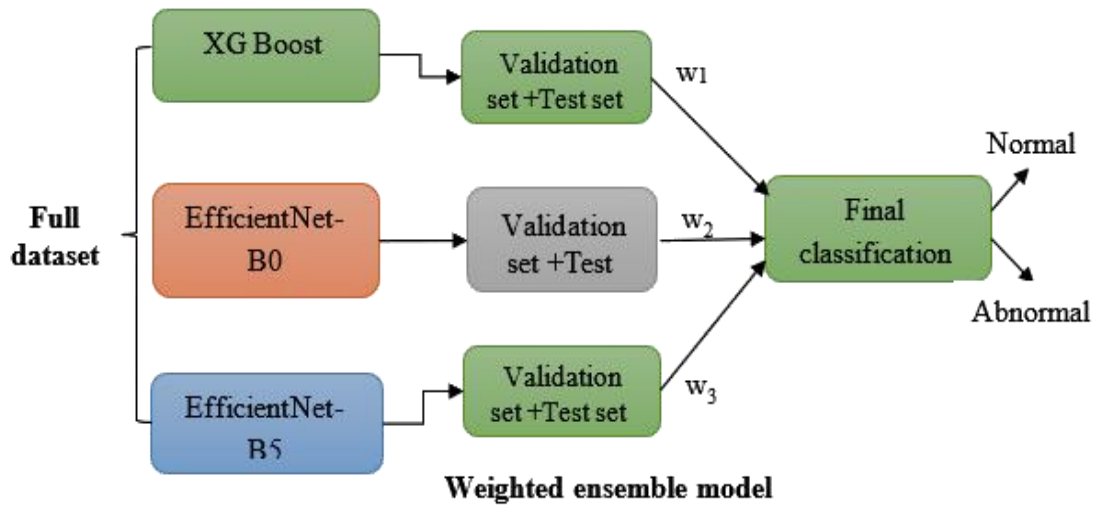 XG Boost
Validation
set +Test set
w1
Normal
Full
dataset
EfficientNet-
B0
Validation
set +Test
w2
Final
classification
Abnormal
EfficientNet-
B5
Validation
set +Test set
w3
Weighted ensemble model